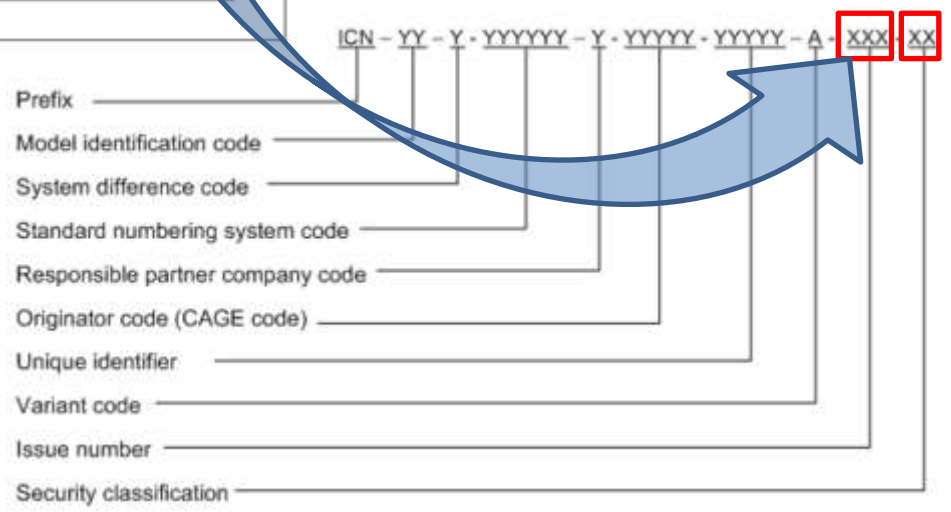 ICN – YY – Y - YYYYYY – Y - YYYYY - YYYYY – A - XXX - XX
Prefix
Model identification code
System difference code
Standard numbering system code
Responsible partner company code
Originator code (CAGE code)
Unique identifier
Variant code
Issue number
Security classification